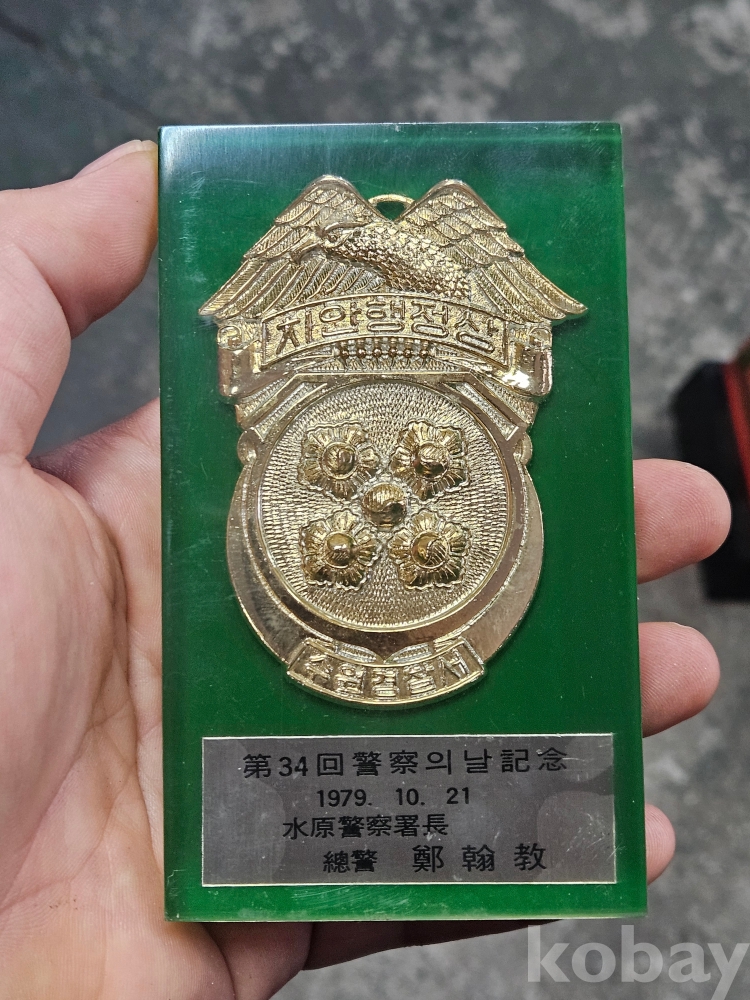 치안행정상
수원경찰서
第34回警察의날記念
1979. 10. 21
水原警察署長
總警 鄭翰教
kobay